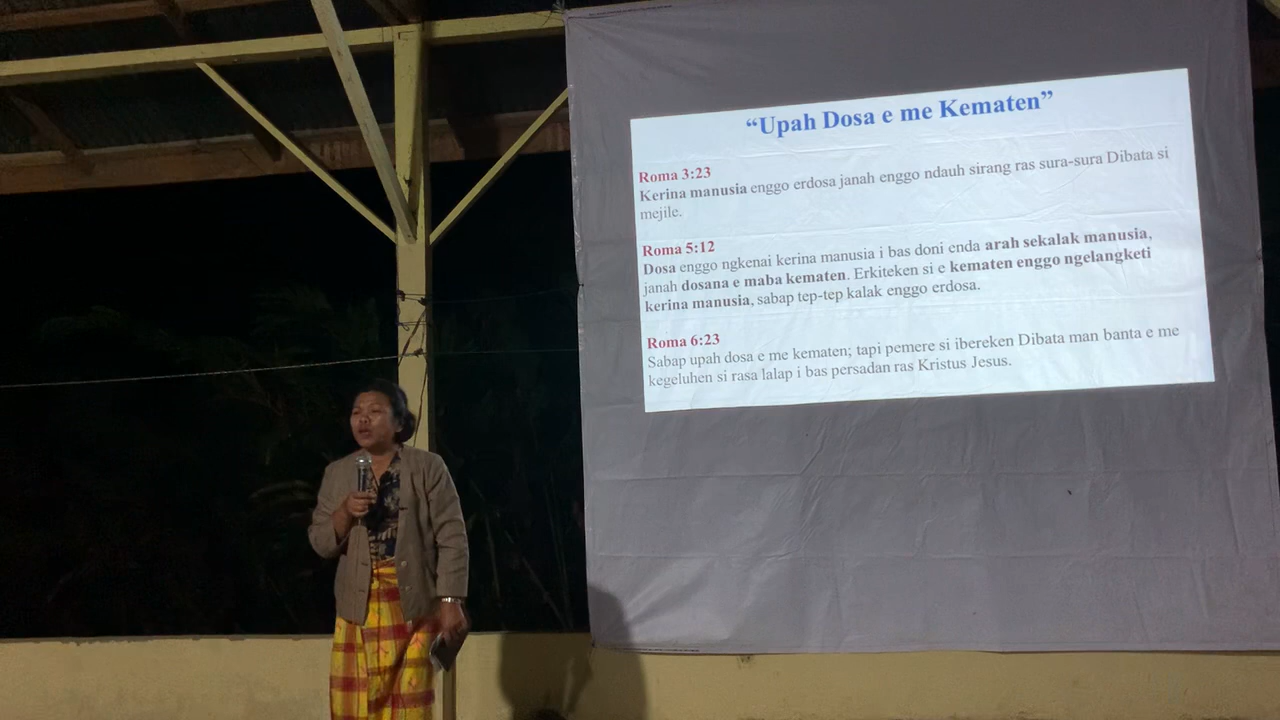 “Upah Dosa e me Kematen”
Roma 3:23
Kerina manusia enggo erdosa janah enggo ndauh sirang ras sura-sura Dibata si
mejile.
Roma 5:12
Dosa enggo ngkenai kerina manusia i bas doni enda arah sekalak manusia,
janah dosana e maba kematen. Erkiteken si e kematen enggo ngelangketi
kerina manusia, sabap tep-tep kalak enggo erdosa.
Roma 6:23
Sabap upah dosa e me kematen; tapi pemere si ibereken Dibata man banta e me
kegeluhen si rasa lalap i bas persadan ras Kristus Jesus.